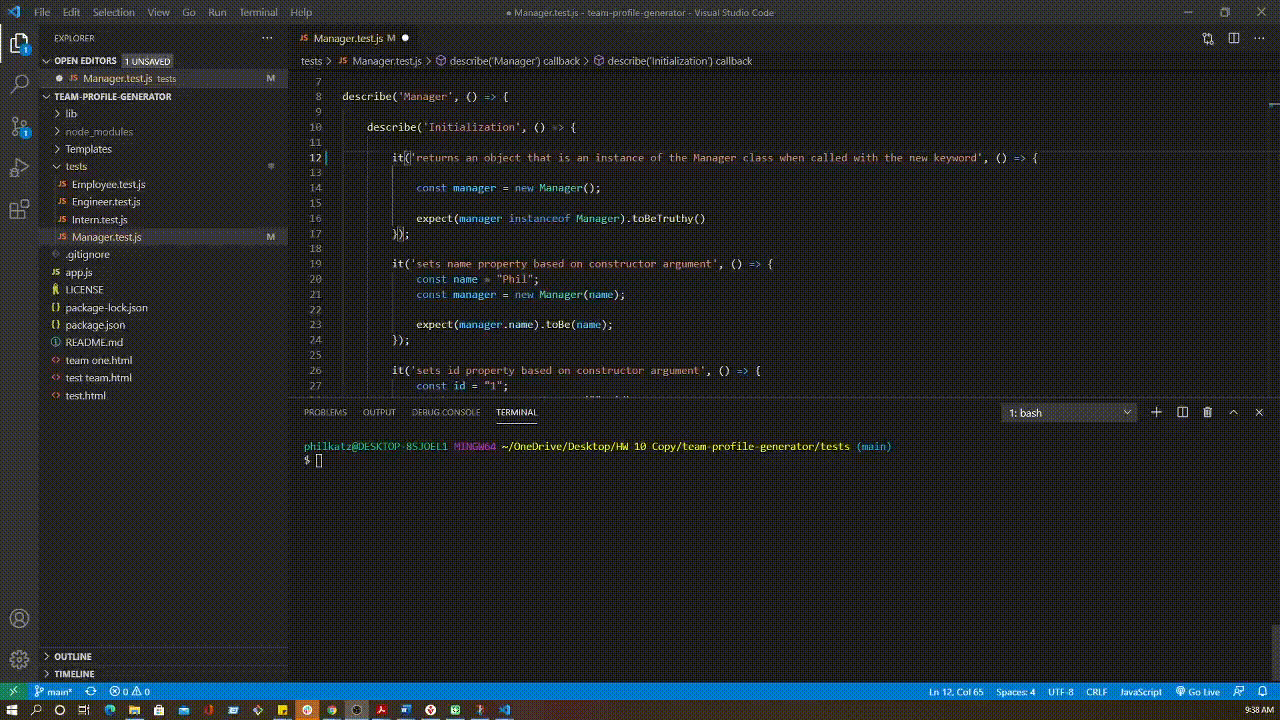 File Edit Selection View Go Run Terminal Help
● Manager.test.js - team-profile-generator - Visual Studio Code
EXPLORER
OPEN EDITORS 1 UNSAVED
JS Manager.test.js tests M
TEAM-PROFILE-GENERATOR
lib
node_modules
Templates
tests
JS Employee.test.js
JS Engineer.test.js
JS Intern.test.js
JS Manager.test.js M
.gitignore
JS app.js
LICENSE
{} package-lock.json
{} package.json
README.md
<> team one.html
<> test team.html
<> test.html
OUTLINE
TIMELINE
1
1
JS Manager.test.js M
tests > JS Manager.test.js > describe('Manager') callback > describe('Initialization') callback
7
8 describe('Manager', () => {
9
10 describe('Initialization', () => {
11
12 it('returns an object that is an instance of the Manager class when called with the new keyword', () => {
13
14 const manager = new Manager();
15
16 expect(manager instanceof Manager).toBeTruthy()
17 });
18
19 it('sets name property based on constructor argument', () => {
20 const name = "Phil";
21 const manager = new Manager(name);
22
23 expect(manager.name).toBe(name);
24 });
25
26 it('sets id property based on constructor argument', () => {
27 const id = "1";
PROBLEMS OUTPUT DEBUG CONSOLE TERMINAL
1: bash
philkatz@DESKTOP-8SJOEL1 MINGW64 ~/OneDrive/Desktop/HW 10 Copy/team-profile-generator/tests (main)
$
main* 0 0 Ln 12, Col 65 Spaces: 4 UTF-8 CRLF JavaScript Go Live
9:38 AM